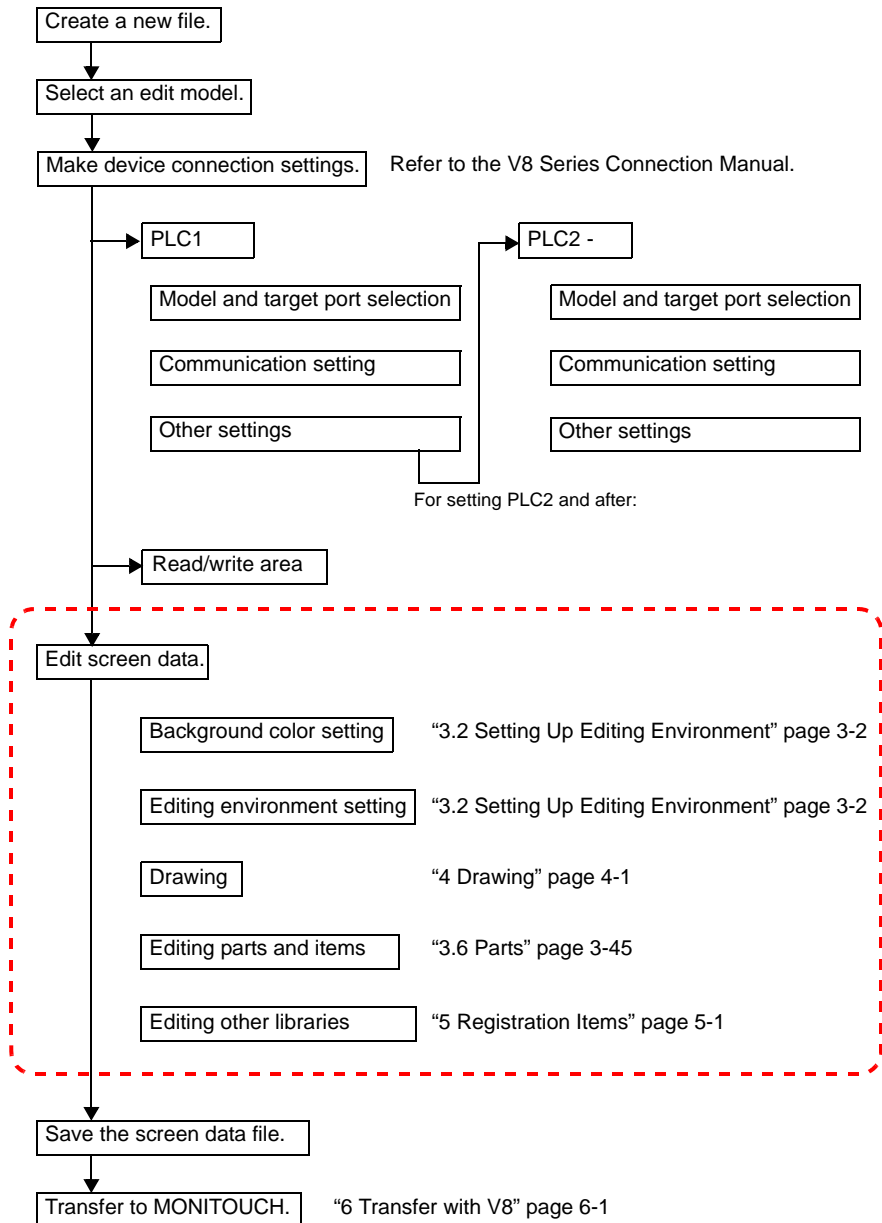 Create a new file.
Select an edit model.
Make device connection settings. Refer to the V8 Series Connection Manual.
PLC1 PLC2 -
Model and target port selection Model and target port selection
Communication setting Communication setting
Other settings Other settings
For setting PLC2 and after:
Read/write area
Edit screen data.
Background color setting “3.2 Setting Up Editing Environment” page 3-2
Editing environment setting “3.2 Setting Up Editing Environment” page 3-2
Drawing “4 Drawing” page 4-1
Editing parts and items “3.6 Parts” page 3-45
Editing other libraries “5 Registration Items” page 5-1
Save the screen data file.
Transfer to MONITOUCH. “6 Transfer with V8” page 6-1